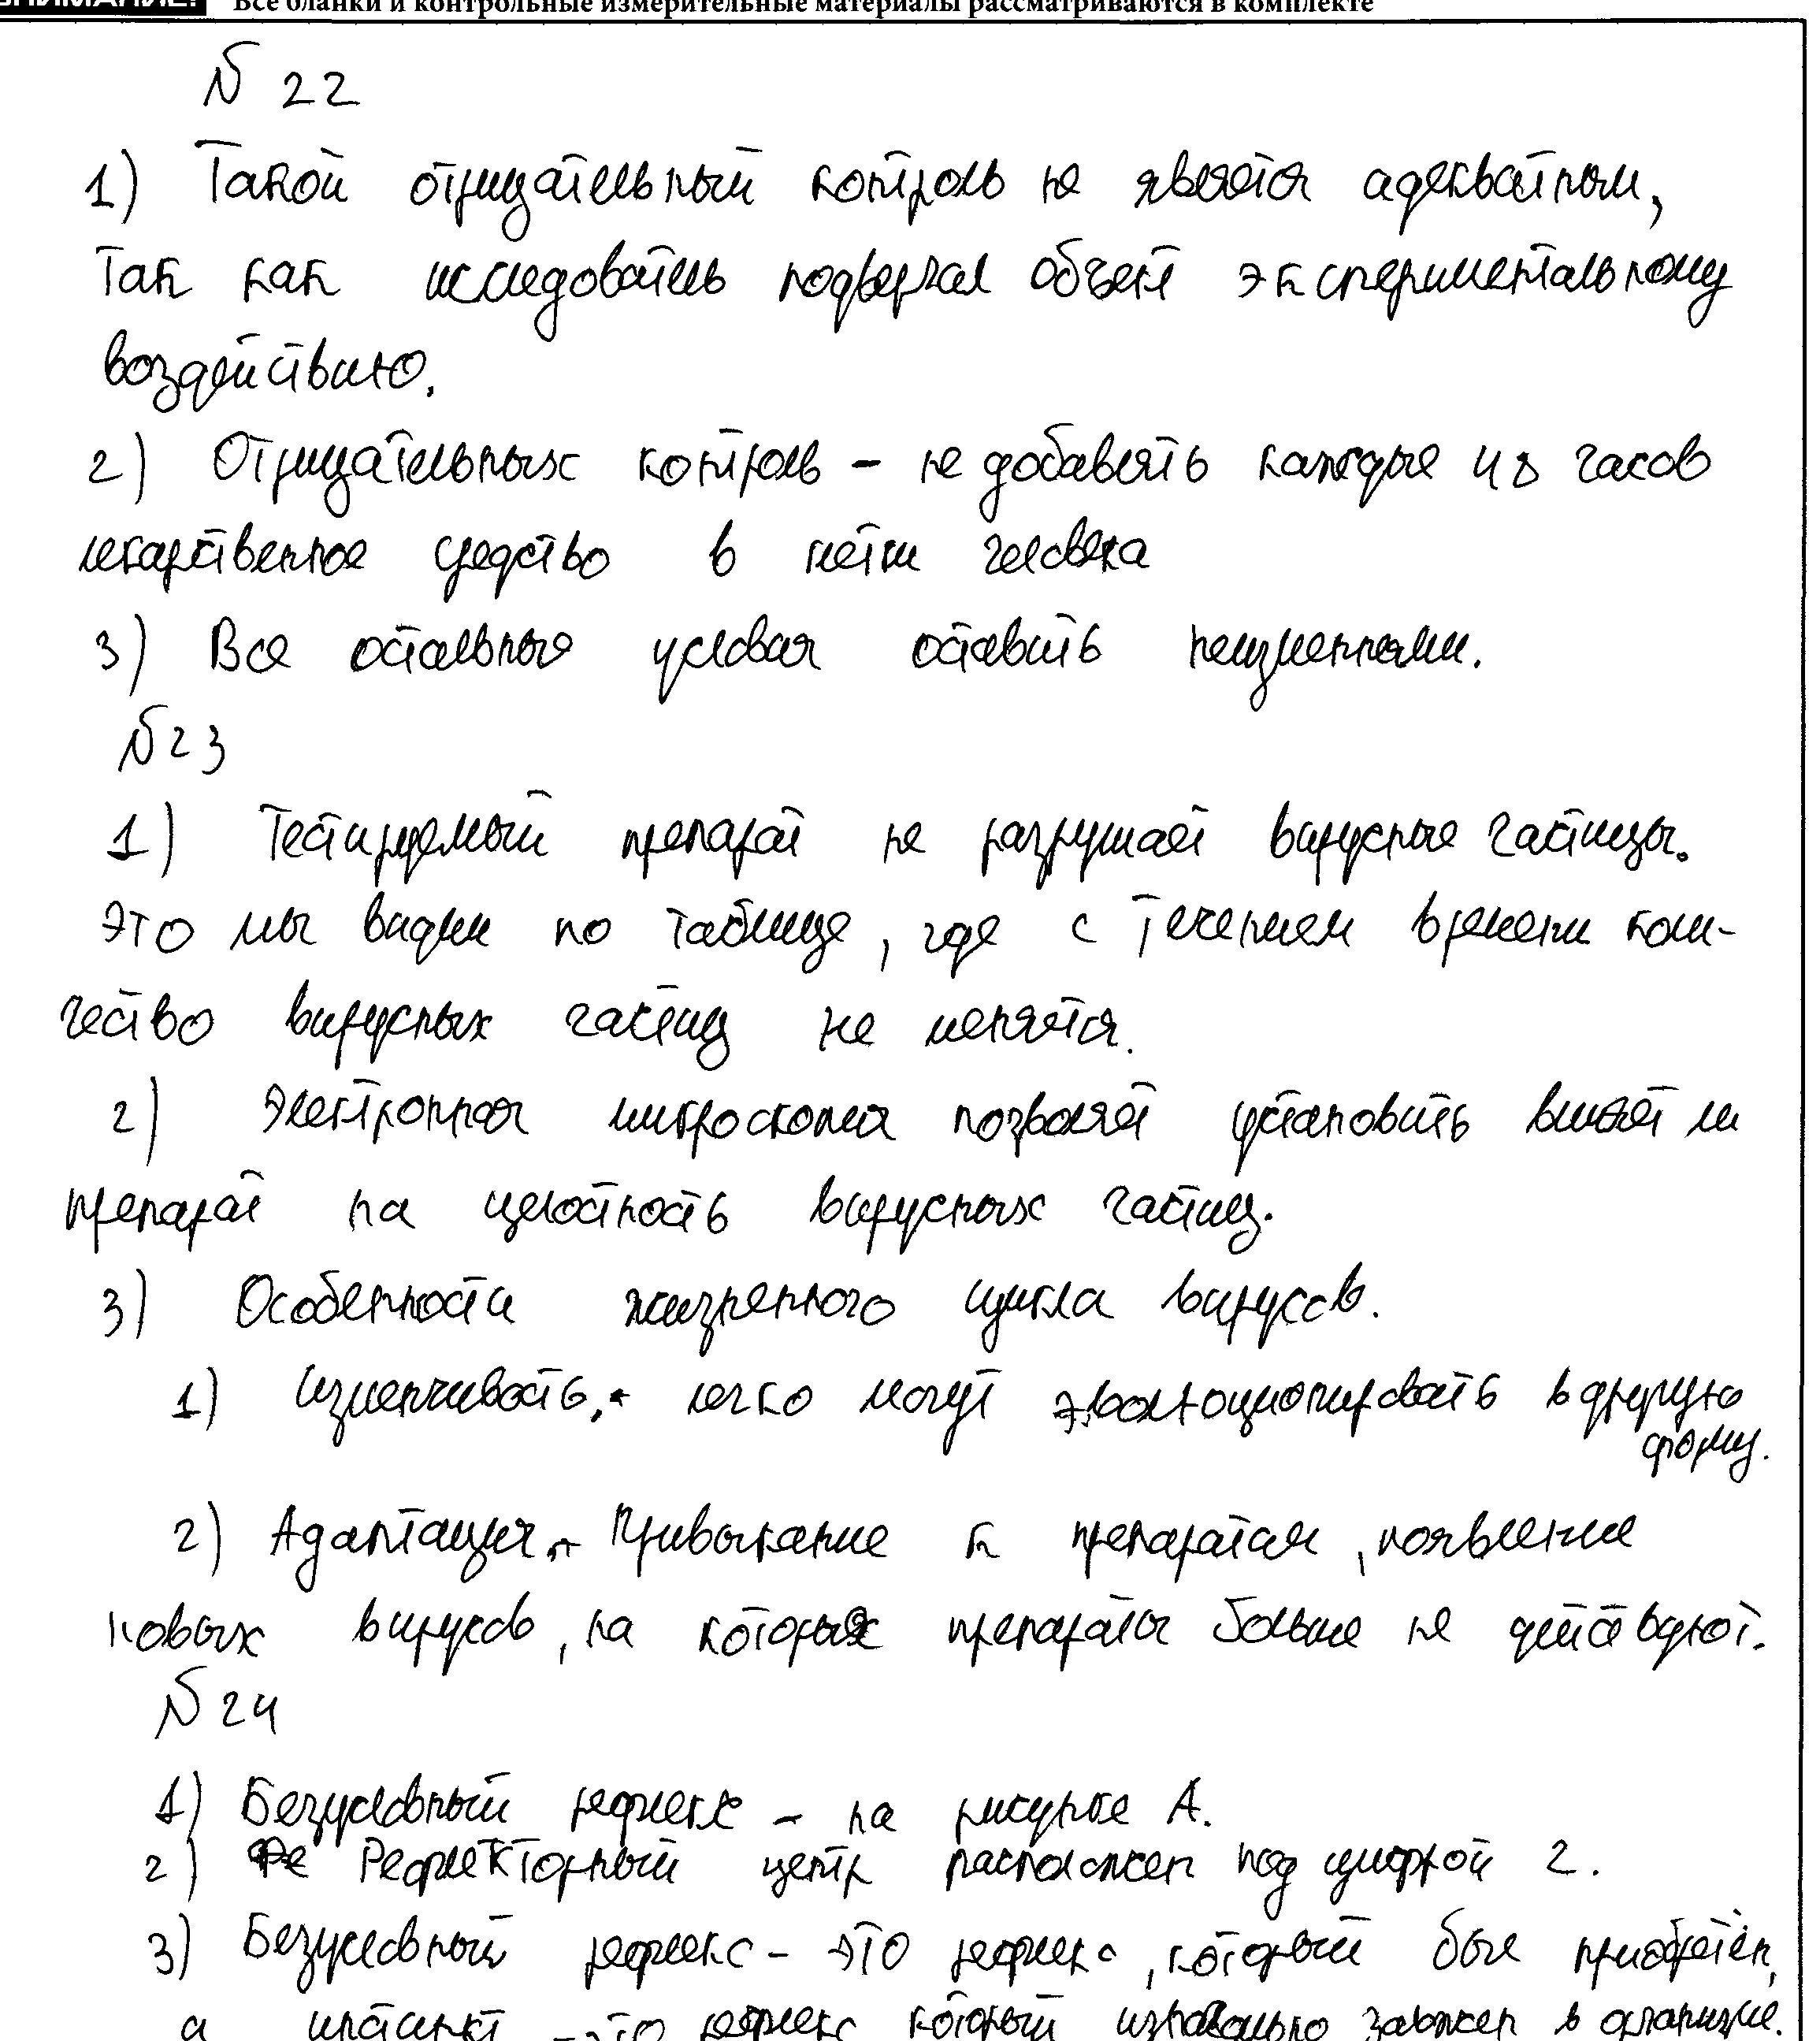 ВНИМАНИЕ! Все бланки и контрольные измерительные материалы рассматриваются в комплекте
№ 22
1) Такой отрицательный контроль не является адекватным,
так как исследователь подвергал объект экспериментальному
воздействию.
2) Отрицательных контроль – не добавлять каждые 48 часов
лекарственное средство в клетки человека
3) Все остальные условия оставить неизменными.
№23
1) Тестируемый препарат не разрушает вирусные частицы.
Это мы видим по таблице, где с течением времени коли-
чество вирусных частиц не меняется.
2) Электронная микроскопия позволяет установить влияет ли
препарат на целостность вирусных частиц.
3) Особенности жизненного цикла вирусов.
1) Изменчивость, - легко могут эволюционировать в другую
форму.
2) Адаптация. - Привыкание к препаратам, появление
новых вирусов, на которых препараты больше не действуют.
№24
1) Безусловный рефлекс – на рисунке А.
2) Рефлекторный центр расположен под цифрой 2.
3) Безусловный рефлекс – это рефлекс, который был приобретён,
а инстинкт – это рефлекс который изначально заложен в организме.